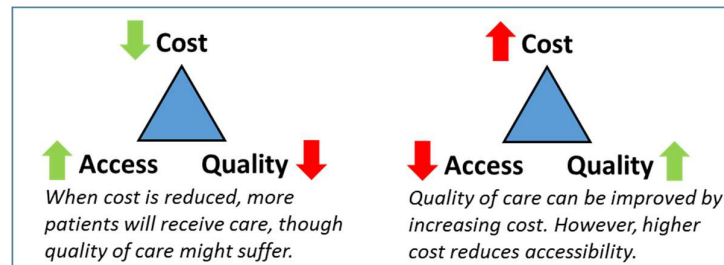 Cost
Access Quality
When cost is reduced, more
patients will receive care, though
quality of care might suffer.
Cost
Access Quality
Quality of care can be improved by
increasing cost. However, higher
cost reduces accessibility.